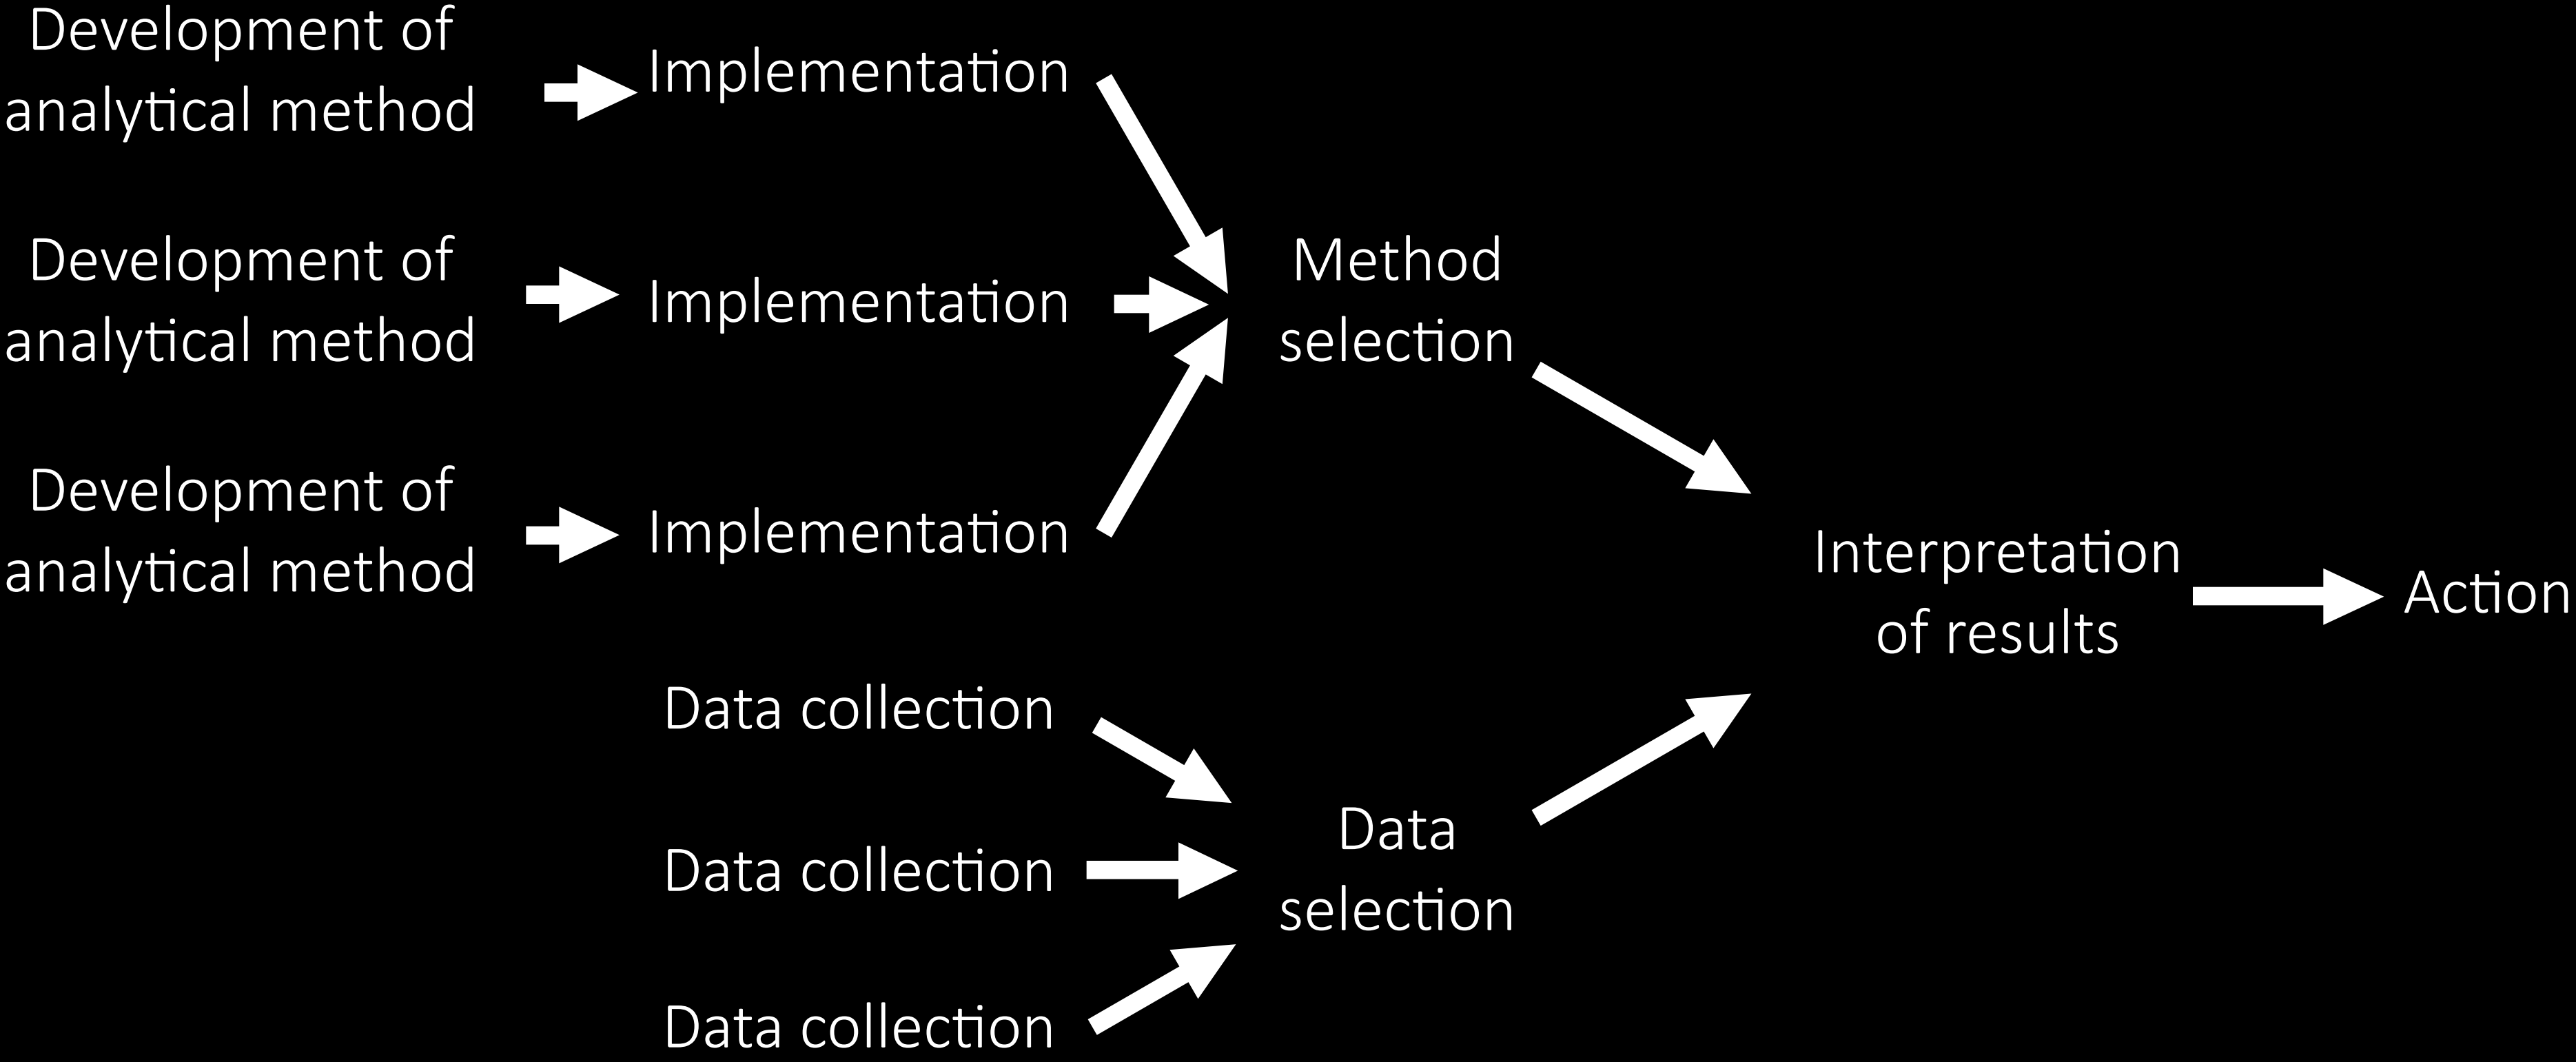 Development of
analytical method
Implementation
Development of
analytical method
Implementation
Method
selection
Development of
analytical method
Implementation
Interpretation
of results
Action
Data collection
Data collection
Data
selection
Data collection